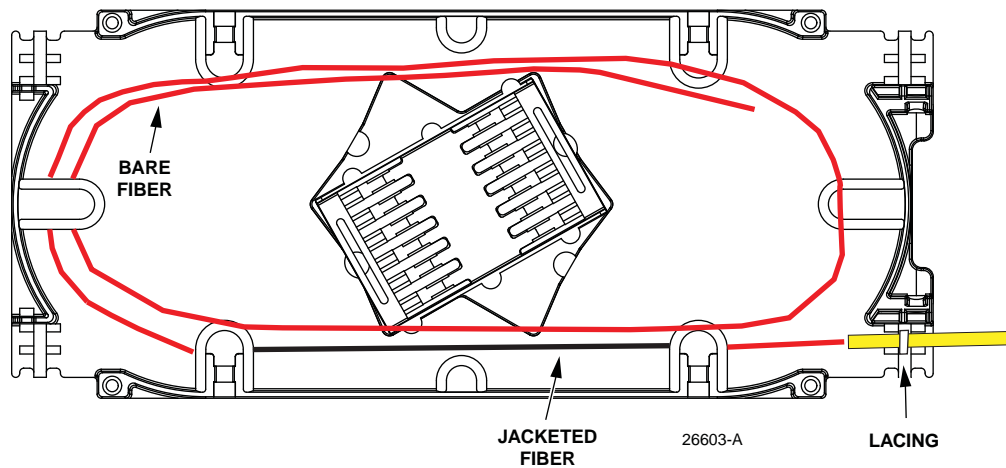 BARE
FIBER
JACKETED
FIBER
26603-A
LACING